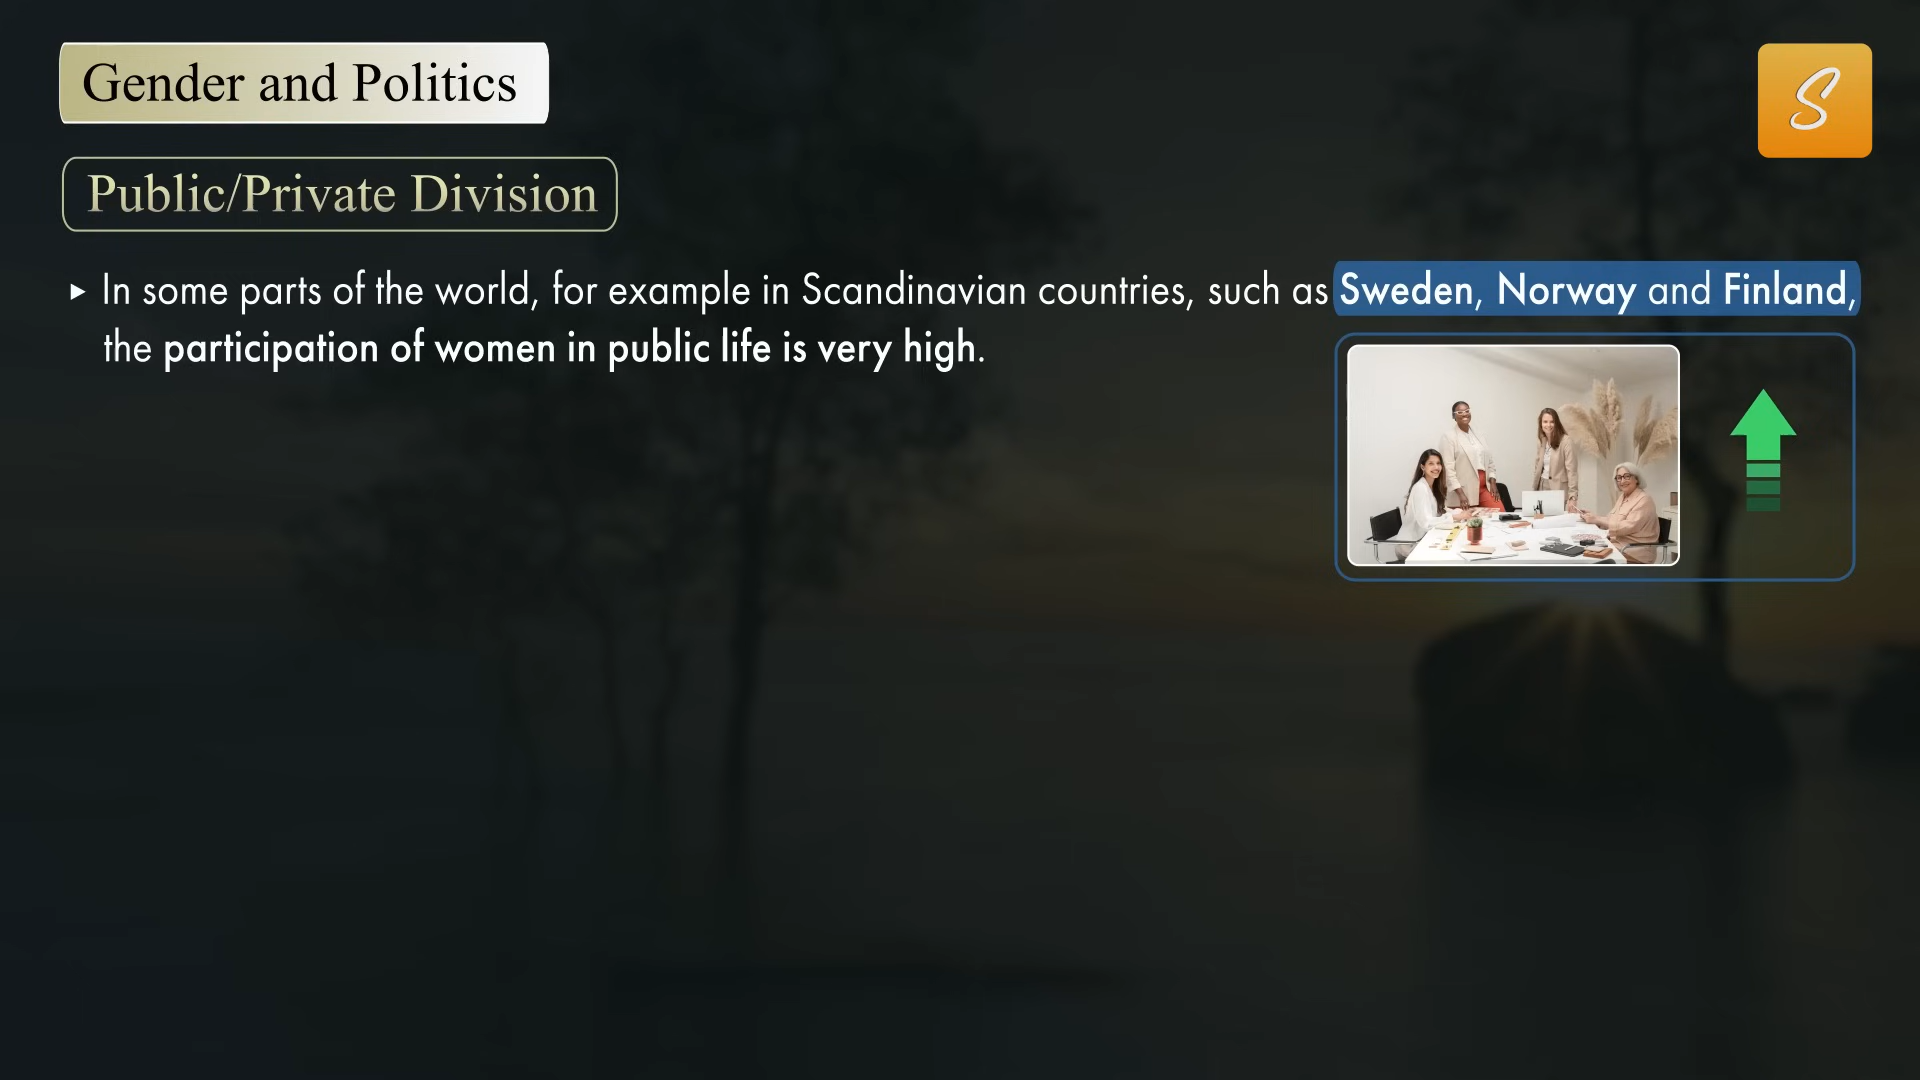 Gender and Politics
S
Public/Private Division
▸ In some parts of the world, for example in Scandinavian countries, such as Sweden, Norway and Finland,
the participation of women in public life is very high.